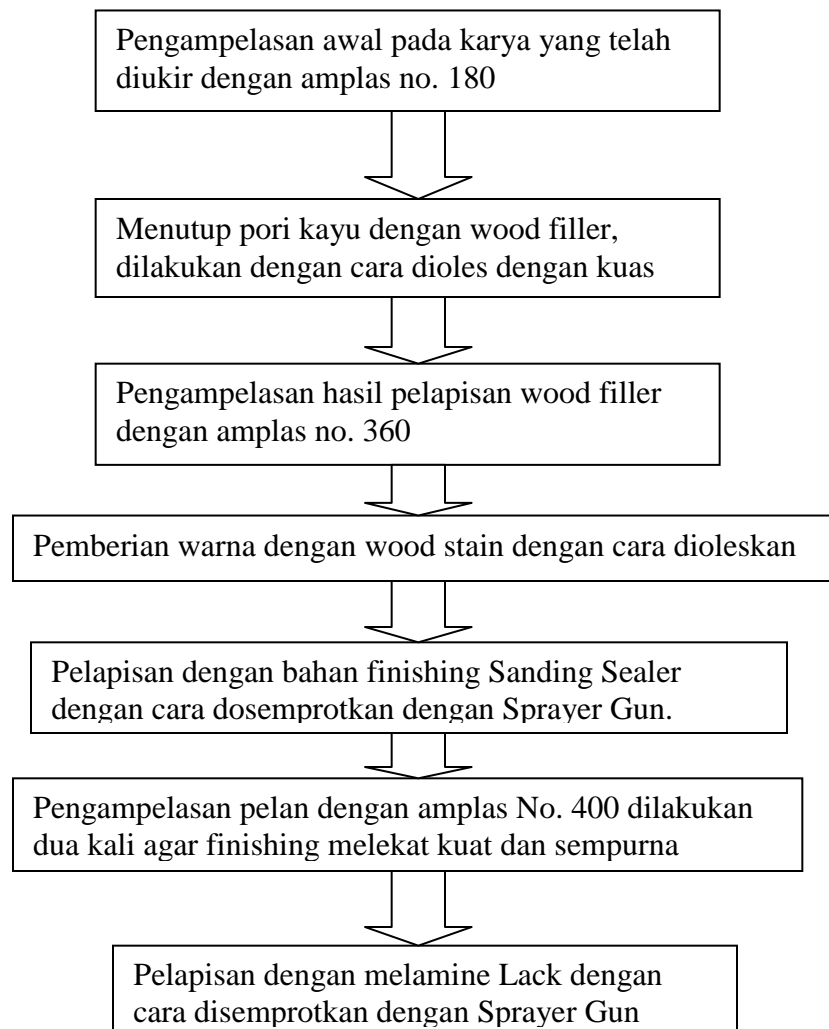 Pengampelasan awal pada karya yang telah
diukir dengan amplas no. 180
Menutup pori kayu dengan wood filler,
dilakukan dengan cara dioles dengan kuas
Pengampelasan hasil pelapisan wood filler
dengan amplas no. 360
Pemberian warna dengan wood stain dengan cara dioleskan
Pelapisan dengan bahan finishing Sanding Sealer
dengan cara dosemprotkan dengan Sprayer Gun.
Pengampelasan pelan dengan amplas No. 400 dilakukan
dua kali agar finishing melekat kuat dan sempurna
Pelapisan dengan melamine Lack dengan
cara disemprotkan dengan Sprayer Gun